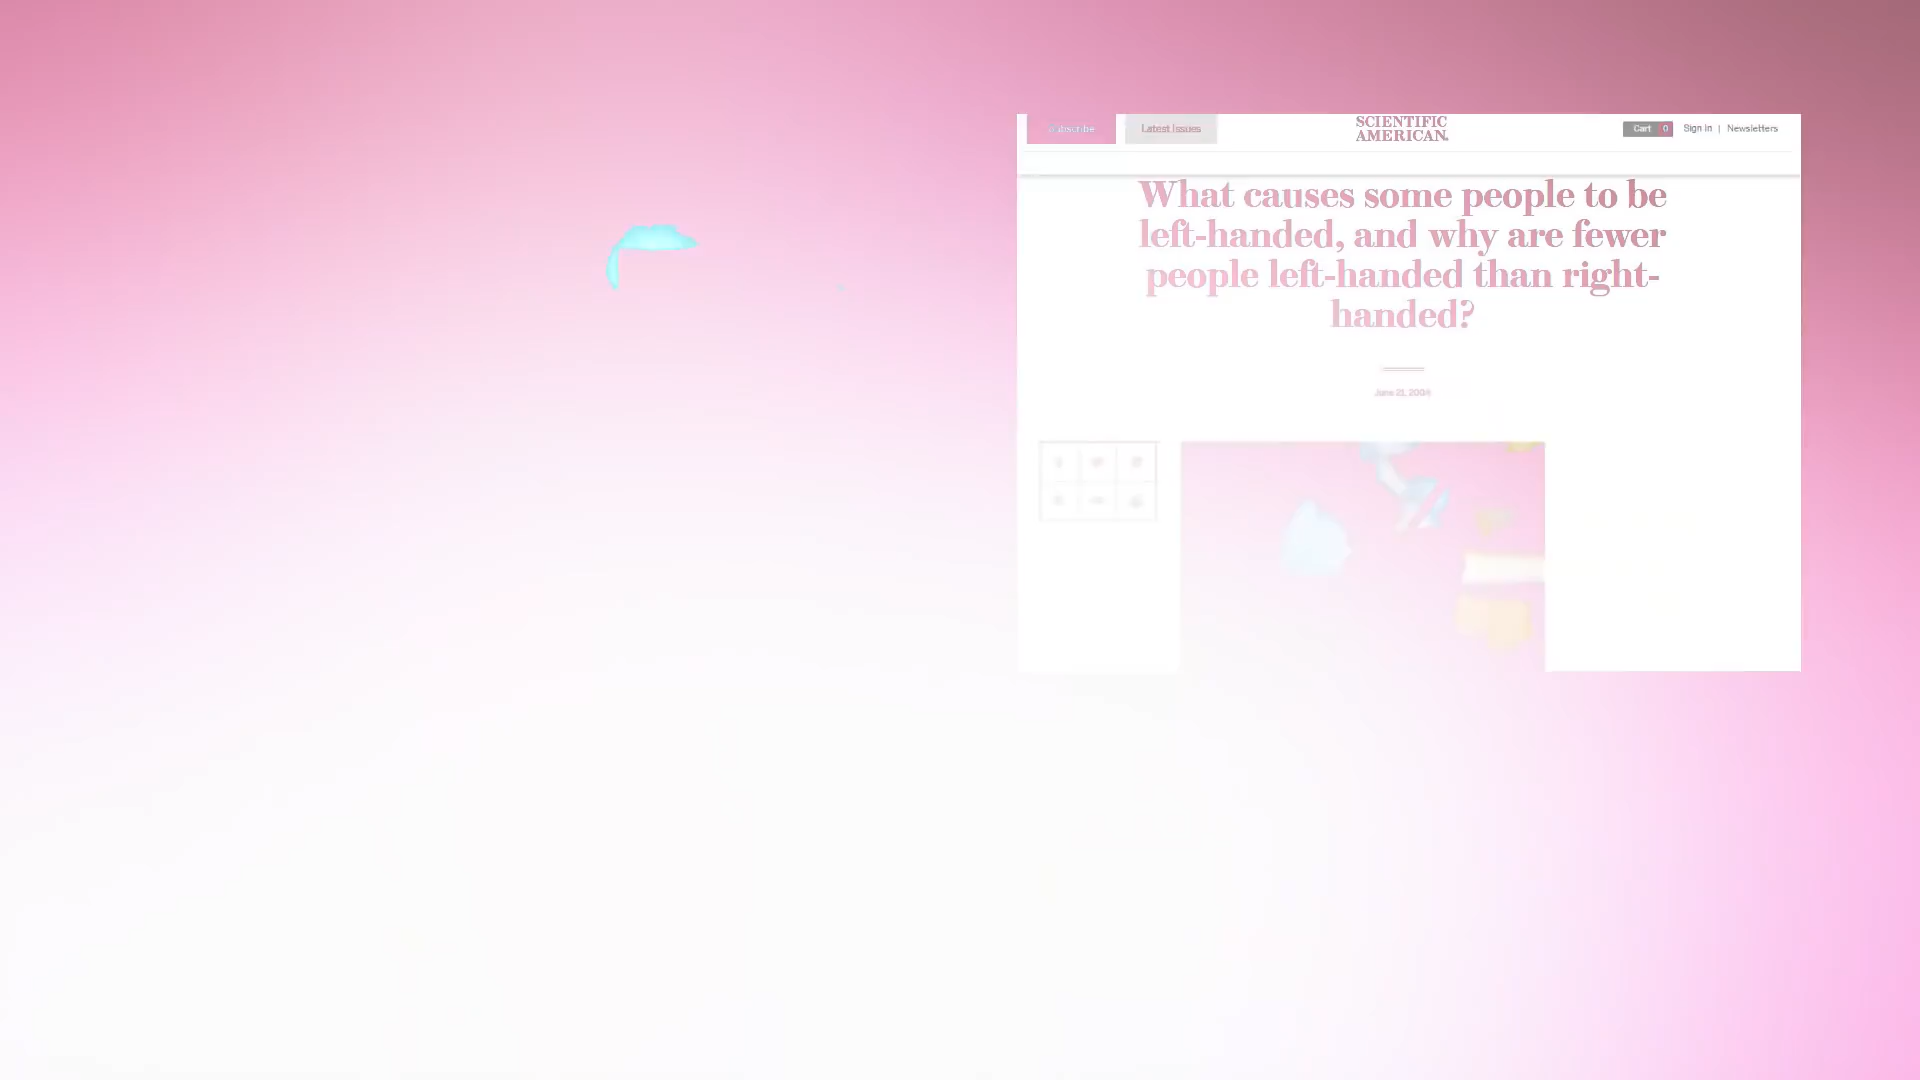 Subscribe
Latest Issues
SCIENTIFIC
AMERICAN.
Cart 0
Sign In | Newsletters
What causes some people to be
left-handed, and why are fewer
people left-handed than right-
handed?